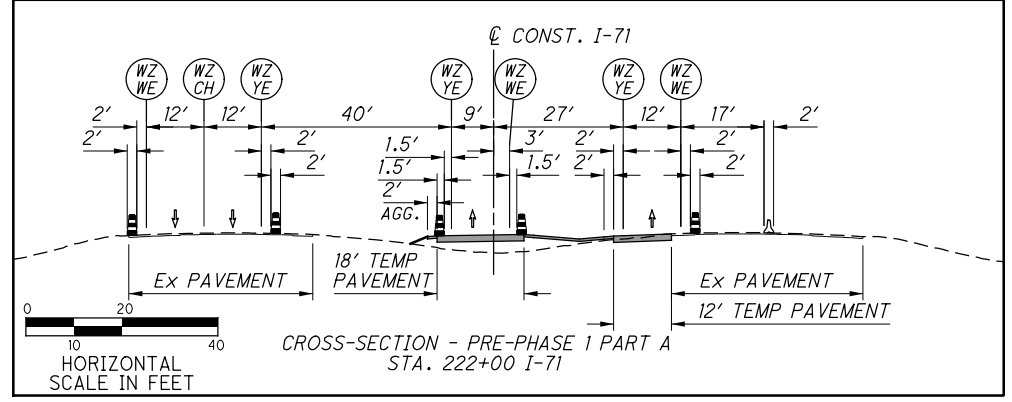 ℄ CONST. I-71
WZ WE
WZ CH
WZ YE
WZ YE
WZ WE
WZ YE
WZ WE
2' 12' 12' 40' 9' 27' 12' 17' 2'
2' 2' 1.5' 3' 2' 2'
2' 1.5' 1.5' 2' 2'
2'
AGG.
18' TEMP
PAVEMENT
Ex PAVEMENT
Ex PAVEMENT
12' TEMP PAVEMENT
0 20
10 40
HORIZONTAL
SCALE IN FEET
CROSS-SECTION - PRE-PHASE 1 PART A
STA. 222+00 I-71